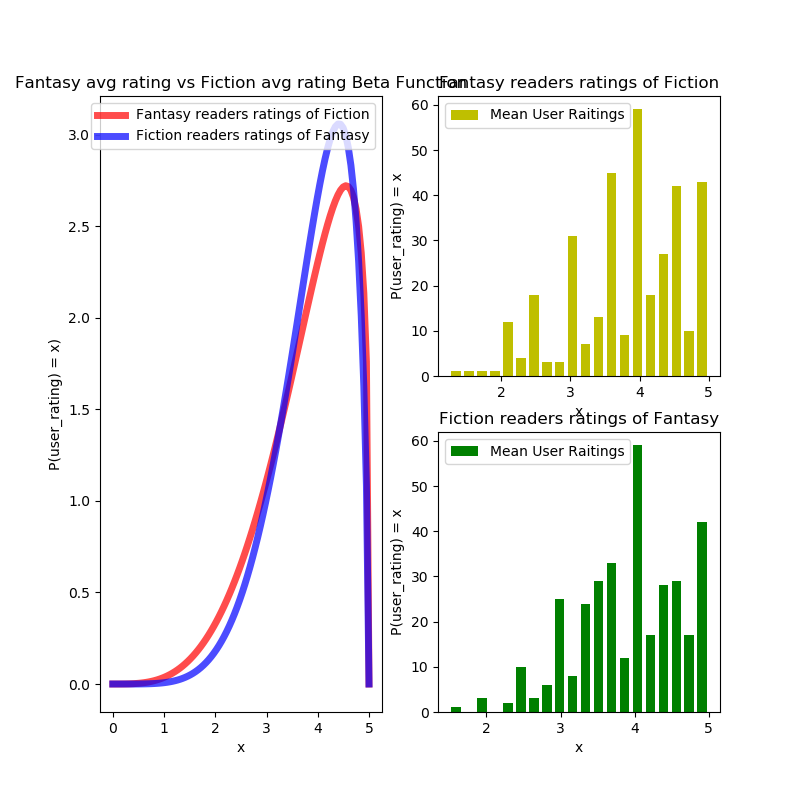 Fantasy avg rating vs Fiction avg rating Beta Function
Fantasy readers ratings of Fiction
Fiction readers ratings of Fantasy
P(user_rating) = x)
3.0
2.5
2.0
1.5
1.0
0.5
0.0
0 1 2 3 4 5
x
Fantasy readers ratings of Fiction
Mean User Raitings
P(user_rating) = x
60
50
40
30
20
10
0
2 3 4 5
x
Fiction readers ratings of Fantasy
Mean User Raitings
P(user_rating) = x
60
50
40
30
20
10
0
2 3 4 5
x